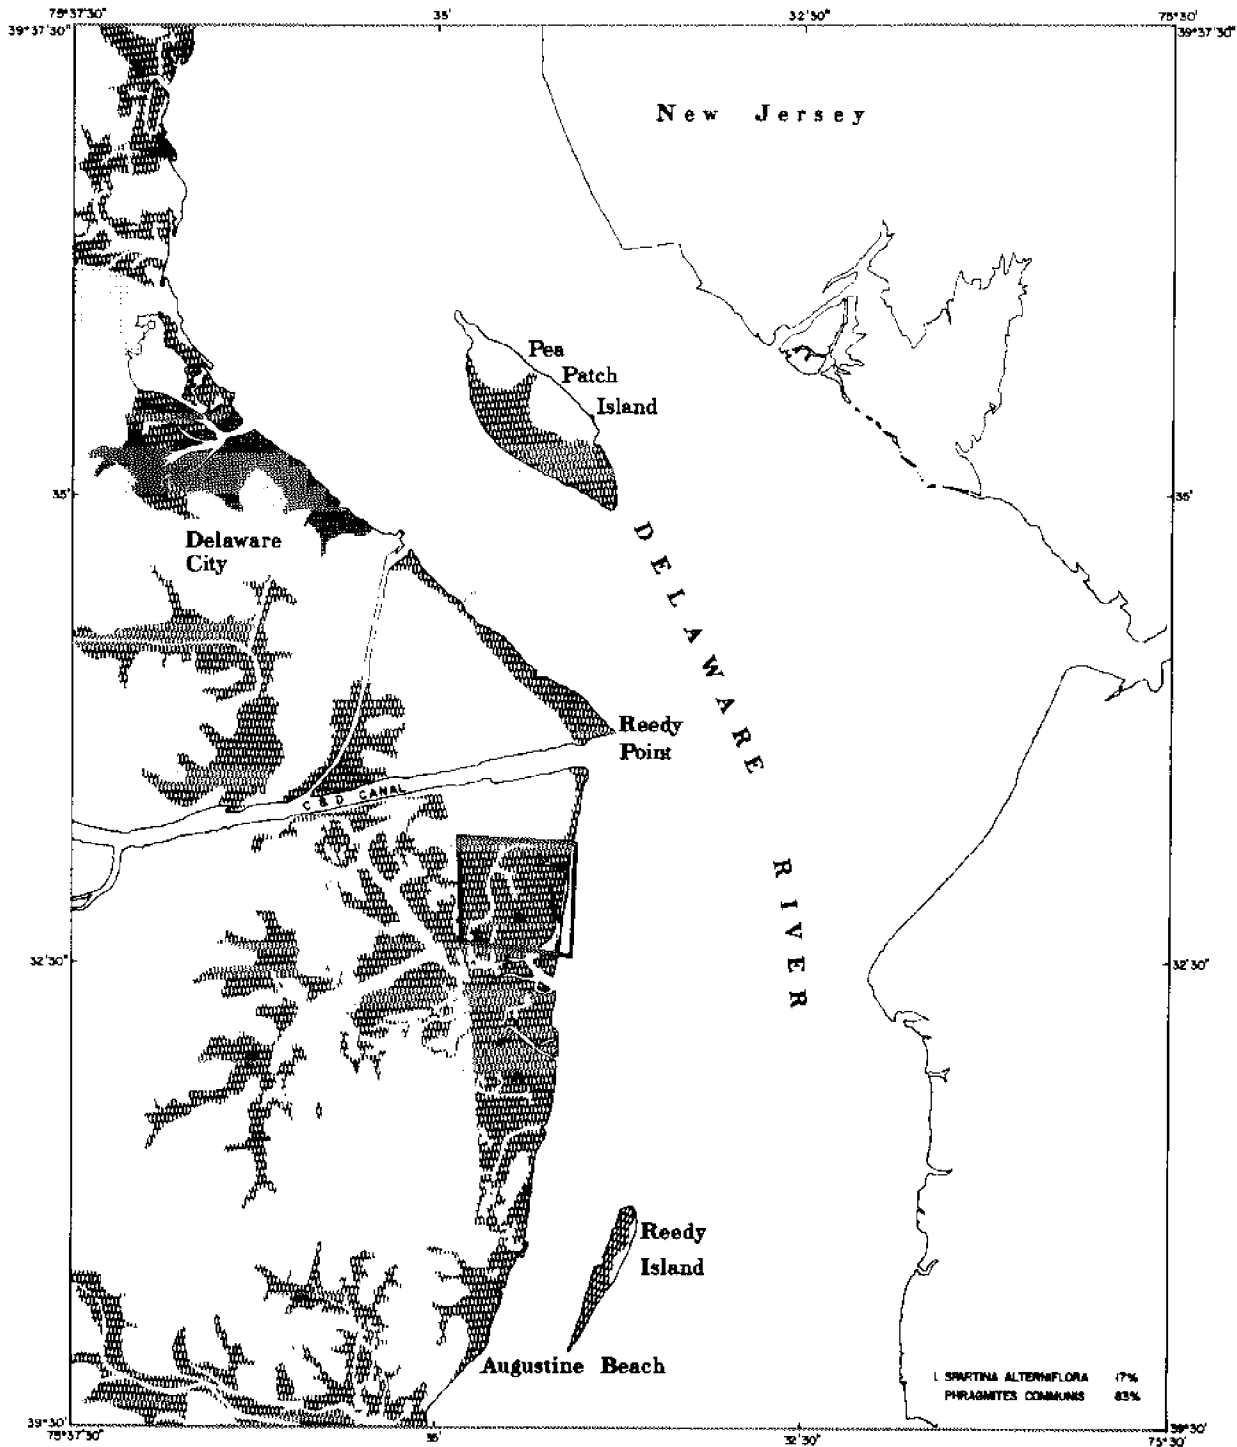 75°37'30"
35'
32'30"
75°30'
39°37'30"
39°37'30"
New Jersey
Pea
Patch
Island
35'
35'
DELAWARE
Delaware
City
Reedy
Point
C & D CANAL
RIVER
32'30"
32'30"
Reedy
Island
Augustine Beach
1 SPARTINA ALTERNIFLORA 17%
PHRAGMITES COMMUNIS 83%
39°30'
39°30'
75°37'30"
35'
32'30"
75°30'